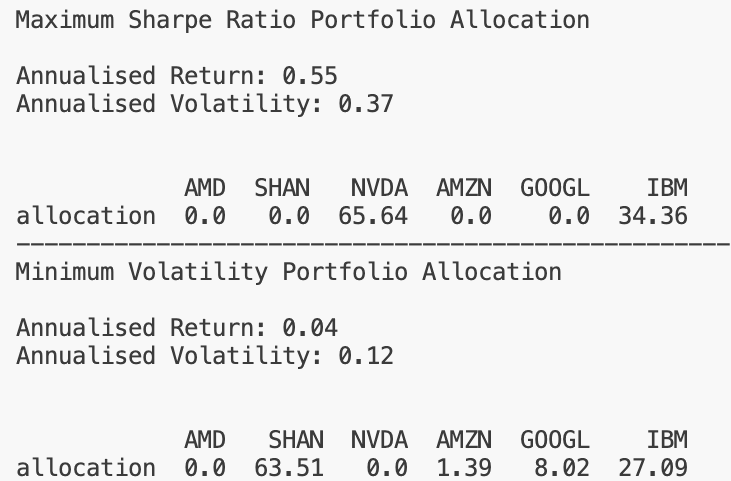 Maximum Sharpe Ratio Portfolio Allocation
Annualised Return: 0.55
Annualised Volatility: 0.37
AMD SHAN NVDA AMZN GOOGL IBM
allocation 0.0 0.0 65.64 0.0 0.0 34.36
--------------------------------------------------------------------------------
Minimum Volatility Portfolio Allocation
Annualised Return: 0.04
Annualised Volatility: 0.12
AMD SHAN NVDA AMZN GOOGL IBM
allocation 0.0 63.51 0.0 1.39 8.02 27.09